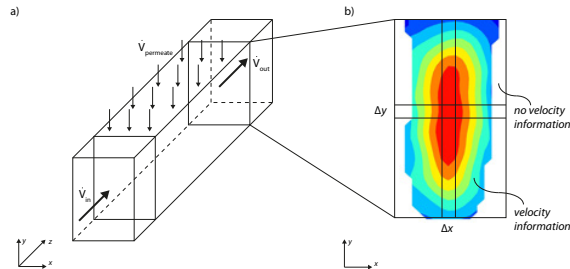 a)
b)
V̇permeate
V̇out
V̇in
Δy
Δx
no velocity
information
velocity
information
y
z
x
y
x